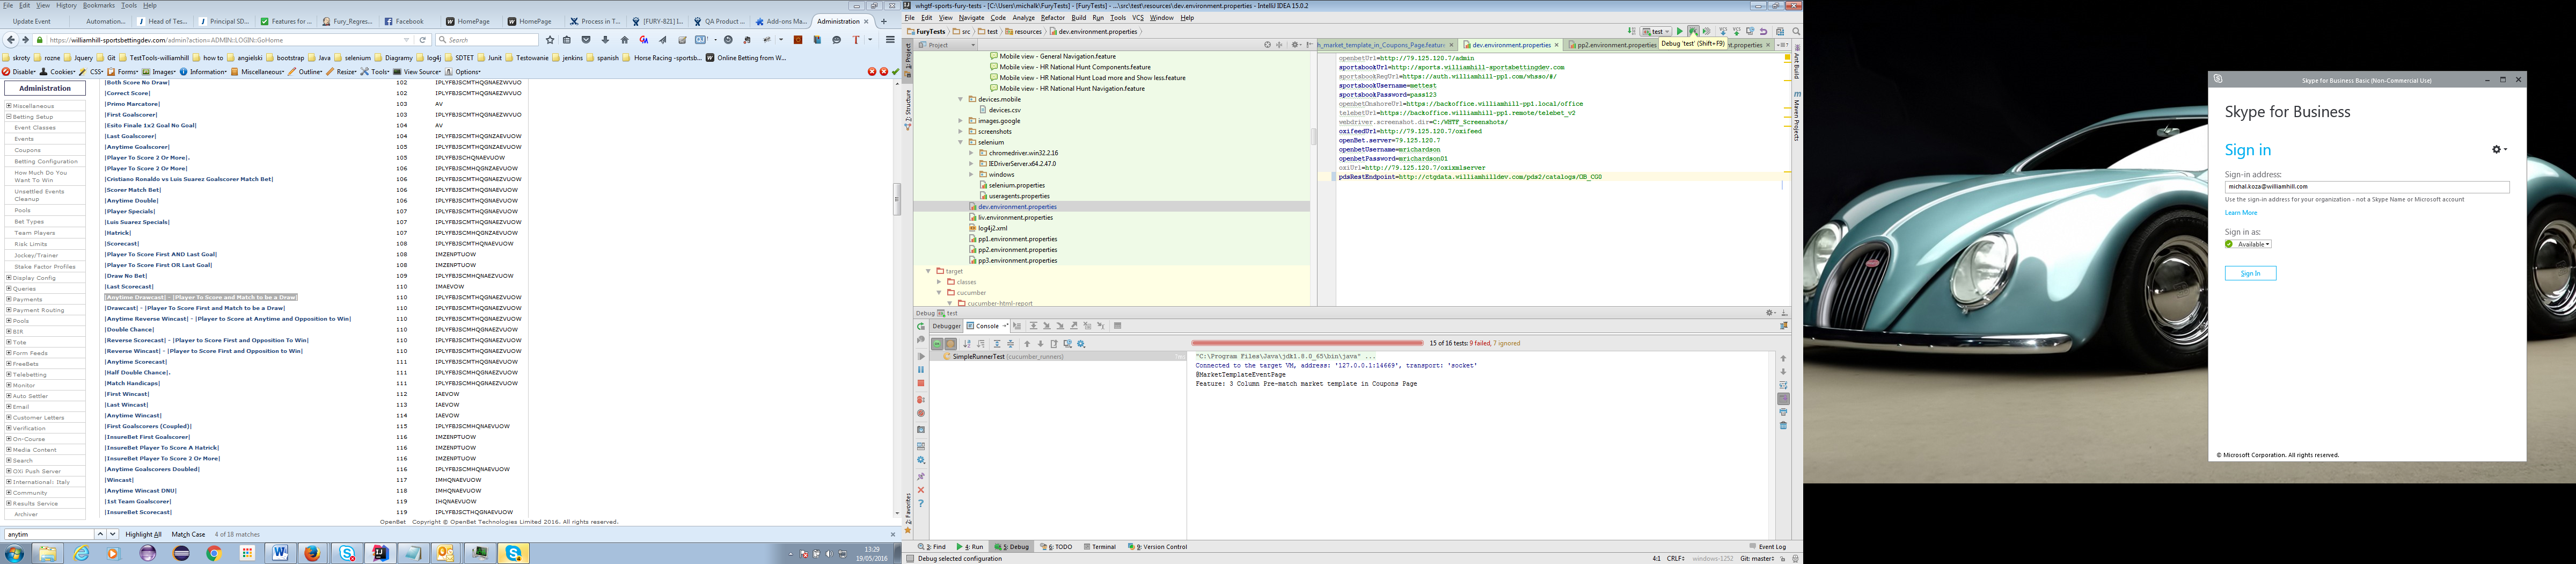 File Edit View History Bookmarks Tools Help
Update Event
Automation...
Head of Tes...
Principal SD...
Features for ...
Fury_Regres...
Facebook
HomePage
HomePage
Process in T...
[FURY-821] I...
QA Product ...
Add-ons Ma...
Administration
https://williamhill-sportsbettingdev.com/admin?action=ADMIN::LOGIN::GoHome
Search
skroty rozne Jquery Git TestTools-williamhill how to angielski bootstrap Java selenium Diagramy log4j SDTET Junit Testowanie jenkins spanish Horse Racing -sportsb... Online Betting from W...
Disable Cookies CSS Forms Images Information Miscellaneous Outline Resize Tools View Source Options
Administration
Miscellaneous
Betting Setup
Event Classes
Events
Coupons
Betting Configuration
How Much Do You Want To Win
Unsettled Events Cleanup
Pools
Bet Types
Team Players
Risk Limits
Jockey/Trainer
Stake Factor Profiles
Display Config
Queries
Payments
Payment Routing
Pools
BIR
Tote
Form Feeds
FreeBets
Telebetting
Monitor
Auto Settler
Email
Customer Letters
Verification
On-Course
Media Content
Search
OXi Push Server
International: Italy
Community
Results Service
Archiver
|Both Score No Draw| 102 IPLYFBJSCMTHQGNAEZWVUO
|Correct Score| 102 IPLYFBJSCMTHQGNAEZWVUO
|Primo Marcatore| 103 AV
|First Goalscorer| 103 IPLYFBJSCMTHQGNAEZWVUO
|Esito Finale 1x2 Goal No Goal| 104 AV
|Last Goalscorer| 104 IPLYFBJSCMTHQGNZAEVUOW
|Anytime Goalscorer| 105 IPLYFBJSCMTHQGNZAEVUOW
|Player To Score 2 Or More|. 105 IPLYFBJSCHQNAEVUOW
|Player To Score 2 Or More| 106 IPLYFBJSCMTHQGNAEZVUOW
|Cristiano Ronaldo vs Luis Suarez Goalscorer Match Bet| 106 IPLYFBJSCMTHQGNAEZVUOW
|Scorer Match Bet| 106 IPLYFBJSCMTHQGNAEZVUOW
|Anytime Double| 106 IPLYFBJSCMTHQGNAEZVUOW
|Player Specials| 107 IPLYFBJSCMTHQGNAEZVUOW
|Luis Suarez Specials| 107 IPLYFBJSCMTHQGNAEZVUOW
|Hatrick| 107 IPLYFBJSCMHQGNZAEVUOW
|Scorecast| 108 IPLYFBJSCMTHQNAEVUOW
|Player To Score First AND Last Goal| 108 IMZENPTUOW
|Player To Score First OR Last Goal| 108 IMZENPTUOW
|Draw No Bet| 109 IPLYFBJSCMHQNAEZVUOW
|Last Scorecast| 110 IMAEVOW
|Anytime Drawcast| - |Player To Score and Match to be a Draw| 110 IPLYFBJSCMTHQGNAEZVUOW
|Drawcast| - |Player To Score First and Match to be a Draw| 110 IPLYFBJSCMTHQGNAEZVUOW
|Anytime Reverse Wincast| - |Player to Score at Anytime and Opposition to Win| 110 IPLYFBJSCMTHQGNAEZVUOW
|Double Chance| 110 IPLYFBJSCMHQGNAEZVUOW
|Reverse Scorecast| - |Player to Score First and Opposition To Win| 110 IPLYFBJSCMTHQGNAEZVUOW
|Reverse Wincast| - |Player to Score First and Opposition to Win| 110 IPLYFBJSCMTHQGNAEZVUOW
|Anytime Scorecast| 111 IPLYFBJSCMTHQGNAEZVUOW
|Half Double Chance|. 111 IPLYFBJSCMHQGNAEZVUOW
|Match Handicaps| 111 IPLYFBJSCMHQGNAEZVUOW
|First Wincast| 112 IAEVOW
|Last Wincast| 113 IAEVOW
|Anytime Wincast| 114 IAEVOW
|First Goalscorers (Coupled)| 115 IPLYFBJSCMTHQGNAEZVUOW
|InsureBet First Goalscorer| 116 IMZENPTUOW
|InsureBet Player To Score A Hatrick| 116 IMZENPTUOW
|InsureBet Player To Score 2 Or More| 116 IMZENPTUOW
|Anytime Goalscorers Doubled| 116 IPLYFBJSCMHQNAEVUOW
|Wincast| 117 IMHQNAEVUOW
|Anytime Wincast DNU| 118 IMHQNAEVUOW
|1st Team Goalscorer| 119 IHQNAEVUOW
|InsureBet Scorecast| 119 IPLYFBJSCTHQGNAEVUOW
OpenBet Copyright © OpenBet Technologies Limited 2016. All rights reserved.
anytim Highlight All Match Case 4 of 18 matches
13:29
19/05/2016
whgtf-sports-fury-tests - [C:\Users\michalk\FuryTests] - [FuryTests] - ...\src\test\resources\dev.environment.properties - IntelliJ IDEA 15.0.2
File Edit View Navigate Code Analyze Refactor Build Run Tools VCS Window Help
FuryTests src test resources dev.environment.properties
test
Debug 'test' (Shift+F9)
Project
h_market_template_in_Coupons_Page.feature
dev.environment.properties
pp2.environment.properties
nt.properties
1: Project
2: Structure
2: Favorites
Ant Build
Maven Projects
Mobile view - General Navigation.feature
Mobile view - HR National Hunt Components.feature
Mobile view - HR National Hunt Load more and Show less.feature
Mobile view - HR National Hunt Navigation.feature
devices.mobile
devices.csv
images.google
screenshots
selenium
chromedriver.win32.2.16
IEDriverServer.x64.2.47.0
windows
selenium.properties
useragents.properties
dev.environment.properties
liv.environment.properties
log4j2.xml
pp1.environment.properties
pp2.environment.properties
pp3.environment.properties
target
classes
cucumber
cucumber-html-report
openbetUrl=http://79.125.120.7/admin
sportsbookUrl=http://sports.williamhill-sportsbettingdev.com
sportsbookRegUrl=https://auth.williamhill-pp1.com/whsao/#/
sportsbookUsername=mettest
sportsbookPassword=pass123
openbetOnshoreUrl=https://backoffice.williamhill-pp1.local/office
telebetUrl=https://backoffice.williamhill-pp1.remote/telebet_v2
webdriver.screenshot.dir=C:/WHTF_Screenshots/
oxifeedUrl=http://79.125.120.7/oxifeed
openBet.server=79.125.120.7
openbetUsername=mrichardson
openbetPassword=mrichardson01
oxiUrl=http://79.125.120.7/oxixmlserver
pdsRestEndpoint=http://ctgdata.williamhilldev.com/pds2/catalogs/OB_CG0
Debug test
Debugger Console
15 of 16 tests: 9 failed, 7 ignored
SimpleRunnerTest (cucumber_runners)
"C:\Program Files\Java\jdk1.8.0_65\bin\java" ...
Connected to the target VM, address: '127.0.0.1:14669', transport: 'socket'
@MarketTemplateEventPage
Feature: 3 Column Pre-match market template in Coupons Page
3: Find 4: Run 5: Debug 6: TODO Terminal 9: Version Control Event Log
Debug selected configuration 4:1 CRLF windows-1252 Git: master
Skype for Business Basic (Non-Commercial Use)
Skype for Business
Sign in
Sign-in address:
michal.koza@williamhill.com
Use the sign-in address for your organization - not a Skype Name or Microsoft account
Learn More
Sign in as:
Available
Sign In
© Microsoft Corporation. All rights reserved.